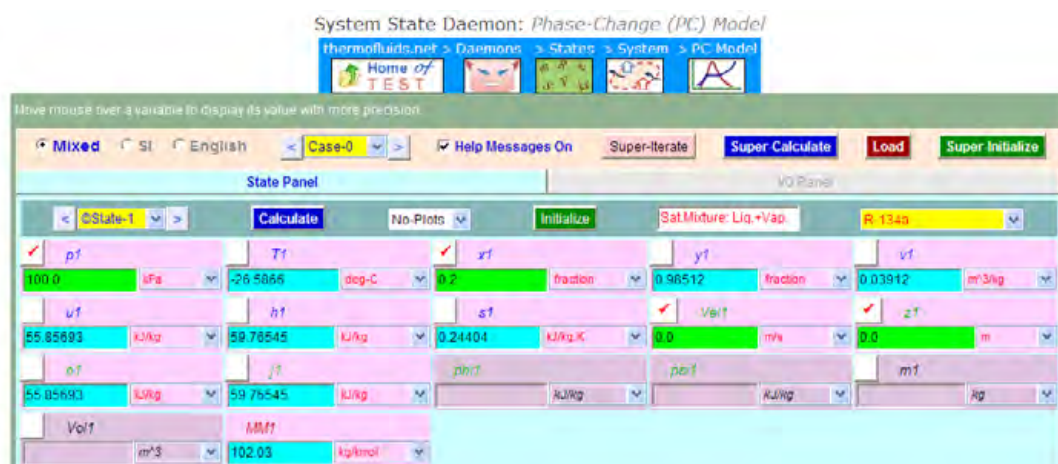 System State Daemon: Phase-Change (PC) Model
thermofluids.net > Daemons > States > System > PC Model
Home of
TEST
Move mouse over a variable to display its value with more precision.
Mixed SI English < Case-0 > Help Messages On Super-Iterate Super-Calculate Load Super-Initialize
State Panel I/O Panel
< ©State-1 > Calculate No-Plots Initialize Sat.Mixture: Liq.+Vap. R-134a
p1 T1 x1 y1 v1
100.0 kPa -26.5866 deg-C 0.2 fraction 0.98512 fraction 0.03912 m^3/kg
u1 h1 s1 Vel1 z1
55.85693 kJ/kg 59.76545 kJ/kg 0.24404 kJ/kg.K 0.0 m/s 0.0 m
e1 j1 phi1 psi1 m1
55.85693 kJ/kg 59.76545 kJ/kg kJ/kg kJ/kg kg
Vol1 MM1
m^3 102.03 kg/kmol